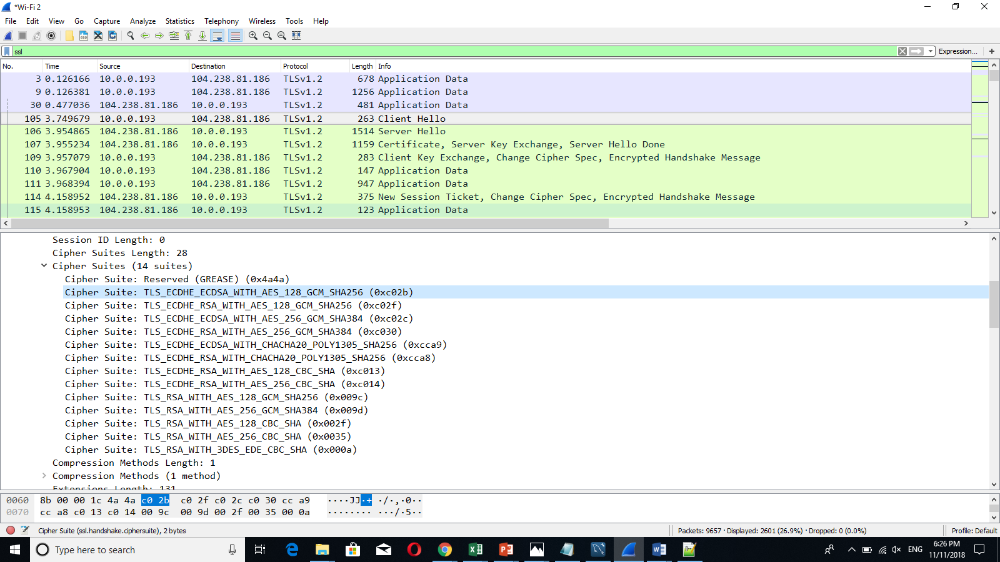 *Wi-Fi 2
File Edit View Go Capture Analyze Statistics Telephony Wireless Tools Help
ssl
Expression... +
No. Time Source Destination Protocol Length Info
3 0.126166 10.0.0.193 104.238.81.186 TLSv1.2 678 Application Data
9 0.126381 10.0.0.193 104.238.81.186 TLSv1.2 1256 Application Data
30 0.477036 104.238.81.186 10.0.0.193 TLSv1.2 481 Application Data
105 3.749679 10.0.0.193 104.238.81.186 TLSv1.2 263 Client Hello
106 3.954865 104.238.81.186 10.0.0.193 TLSv1.2 1514 Server Hello
107 3.955234 104.238.81.186 10.0.0.193 TLSv1.2 1159 Certificate, Server Key Exchange, Server Hello Done
109 3.957079 10.0.0.193 104.238.81.186 TLSv1.2 283 Client Key Exchange, Change Cipher Spec, Encrypted Handshake Message
110 3.967904 10.0.0.193 104.238.81.186 TLSv1.2 147 Application Data
111 3.968394 10.0.0.193 104.238.81.186 TLSv1.2 947 Application Data
114 4.158952 104.238.81.186 10.0.0.193 TLSv1.2 375 New Session Ticket, Change Cipher Spec, Encrypted Handshake Message
115 4.158953 104.238.81.186 10.0.0.193 TLSv1.2 123 Application Data
Session ID Length: 0
Cipher Suites Length: 28
Cipher Suites (14 suites)
Cipher Suite: Reserved (GREASE) (0x4a4a)
Cipher Suite: TLS_ECDHE_ECDSA_WITH_AES_128_GCM_SHA256 (0xc02b)
Cipher Suite: TLS_ECDHE_RSA_WITH_AES_128_GCM_SHA256 (0xc02f)
Cipher Suite: TLS_ECDHE_ECDSA_WITH_AES_256_GCM_SHA384 (0xc02c)
Cipher Suite: TLS_ECDHE_RSA_WITH_AES_256_GCM_SHA384 (0xc030)
Cipher Suite: TLS_ECDHE_ECDSA_WITH_CHACHA20_POLY1305_SHA256 (0xcca9)
Cipher Suite: TLS_ECDHE_RSA_WITH_CHACHA20_POLY1305_SHA256 (0xcca8)
Cipher Suite: TLS_ECDHE_RSA_WITH_AES_128_CBC_SHA (0xc013)
Cipher Suite: TLS_ECDHE_RSA_WITH_AES_256_CBC_SHA (0xc014)
Cipher Suite: TLS_RSA_WITH_AES_128_GCM_SHA256 (0x009c)
Cipher Suite: TLS_RSA_WITH_AES_256_GCM_SHA384 (0x009d)
Cipher Suite: TLS_RSA_WITH_AES_128_CBC_SHA (0x002f)
Cipher Suite: TLS_RSA_WITH_AES_256_CBC_SHA (0x0035)
Cipher Suite: TLS_RSA_WITH_3DES_EDE_CBC_SHA (0x000a)
Compression Methods Length: 1
Compression Methods (1 method)
Extensions Length: 131
0060 8b 00 00 1c 4a 4a c0 2b c0 2f c0 2c c0 30 cc a9 ····JJ·+ ·/·,·0··
0070 cc a8 c0 13 c0 14 00 9c 00 9d 00 2f 00 35 00 0a ········ ···/·5··
Cipher Suite (ssl.handshake.ciphersuite), 2 bytes
Packets: 9657 · Displayed: 2601 (26.9%) · Dropped: 0 (0.0%)
Profile: Default
Type here to search
ENG
6:26 PM
11/11/2018